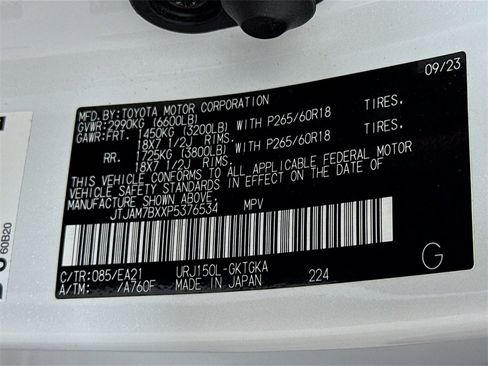 09/23
MFD.BY:TOYOTA MOTOR CORPORATION
GVWR:2990KG (6600LB)
GAWR:FRT. 1450KG (3200LB) WITH P265/60R18 TIRES.
18X7 1/2J RIMS.
RR. 1725KG (3800LB) WITH P265/60R18 TIRES.
18X7 1/2J RIMS.
THIS VEHICLE CONFORMS TO ALL APPLICABLE FEDERAL MOTOR
VEHICLE SAFETY STANDARDS IN EFFECT ON THE DATE OF
MANUFACTURE SHOWN ABOVE.
JTJAM7BXXP5376534 MPV
C/TR:085/EA21 URJ150L-GKTGKA G
A/TM: /A760F MADE IN JAPAN 224
60B20